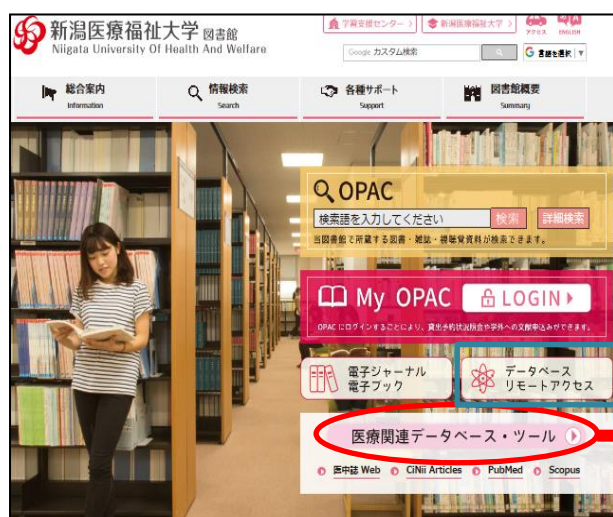 新潟医療福祉大学 図書館
Niigata University Of Health And Welfare
学習支援センター >
新潟医療福祉大学 >
アクセス
ENGLISH
Google カスタム検索
G 言語を選択 ▼
総合案内
Information
情報検索
Search
各種サポート
Support
図書館概要
Summary
OPAC
検索語を入力してください
検索
詳細検索
当図書館で所蔵する図書・雑誌・視聴覚資料が検索できます。
My OPAC
LOGIN
OPAC にログインすることにより、貸出予約状況照会や学外への文献申込みができます。
電子ジャーナル
電子ブック
データベース
リモートアクセス
医療関連データベース・ツール
医中誌 Web
CiNii Articles
PubMed
Scopus